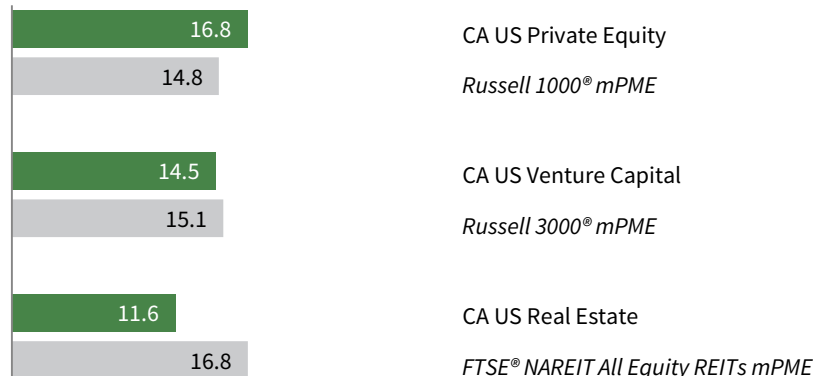 16.8 CA US Private Equity
14.8 Russell 1000® mPME
14.5 CA US Venture Capital
15.1 Russell 3000® mPME
11.6 CA US Real Estate
16.8 FTSE® NAREIT All Equity REITs mPME